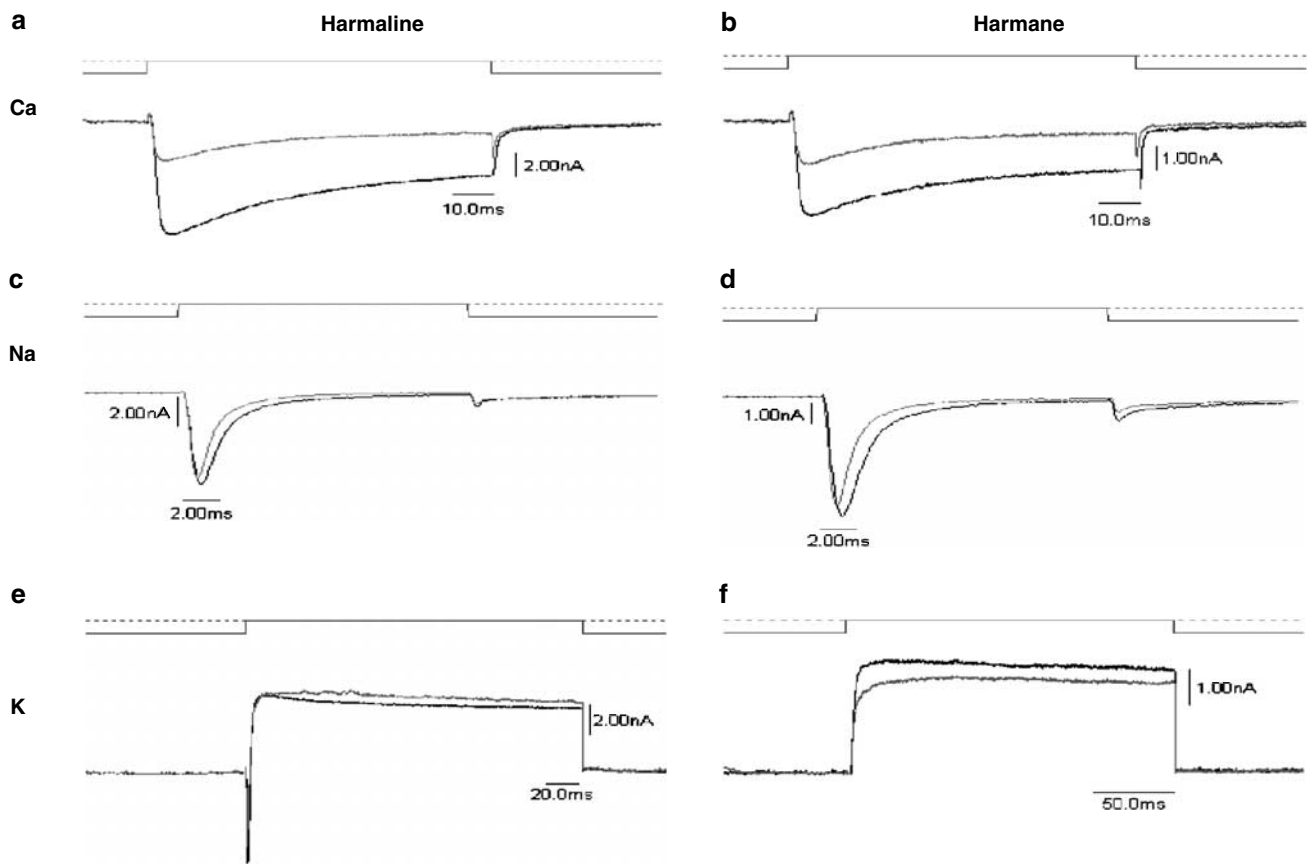 a
Harmaline
b
Harmane
Ca
2.00nA
10.0ms
1.00nA
10.0ms
c
d
Na
2.00nA
2.00ms
1.00nA
2.00ms
e
f
K
2.00nA
20.0ms
1.00nA
50.0ms